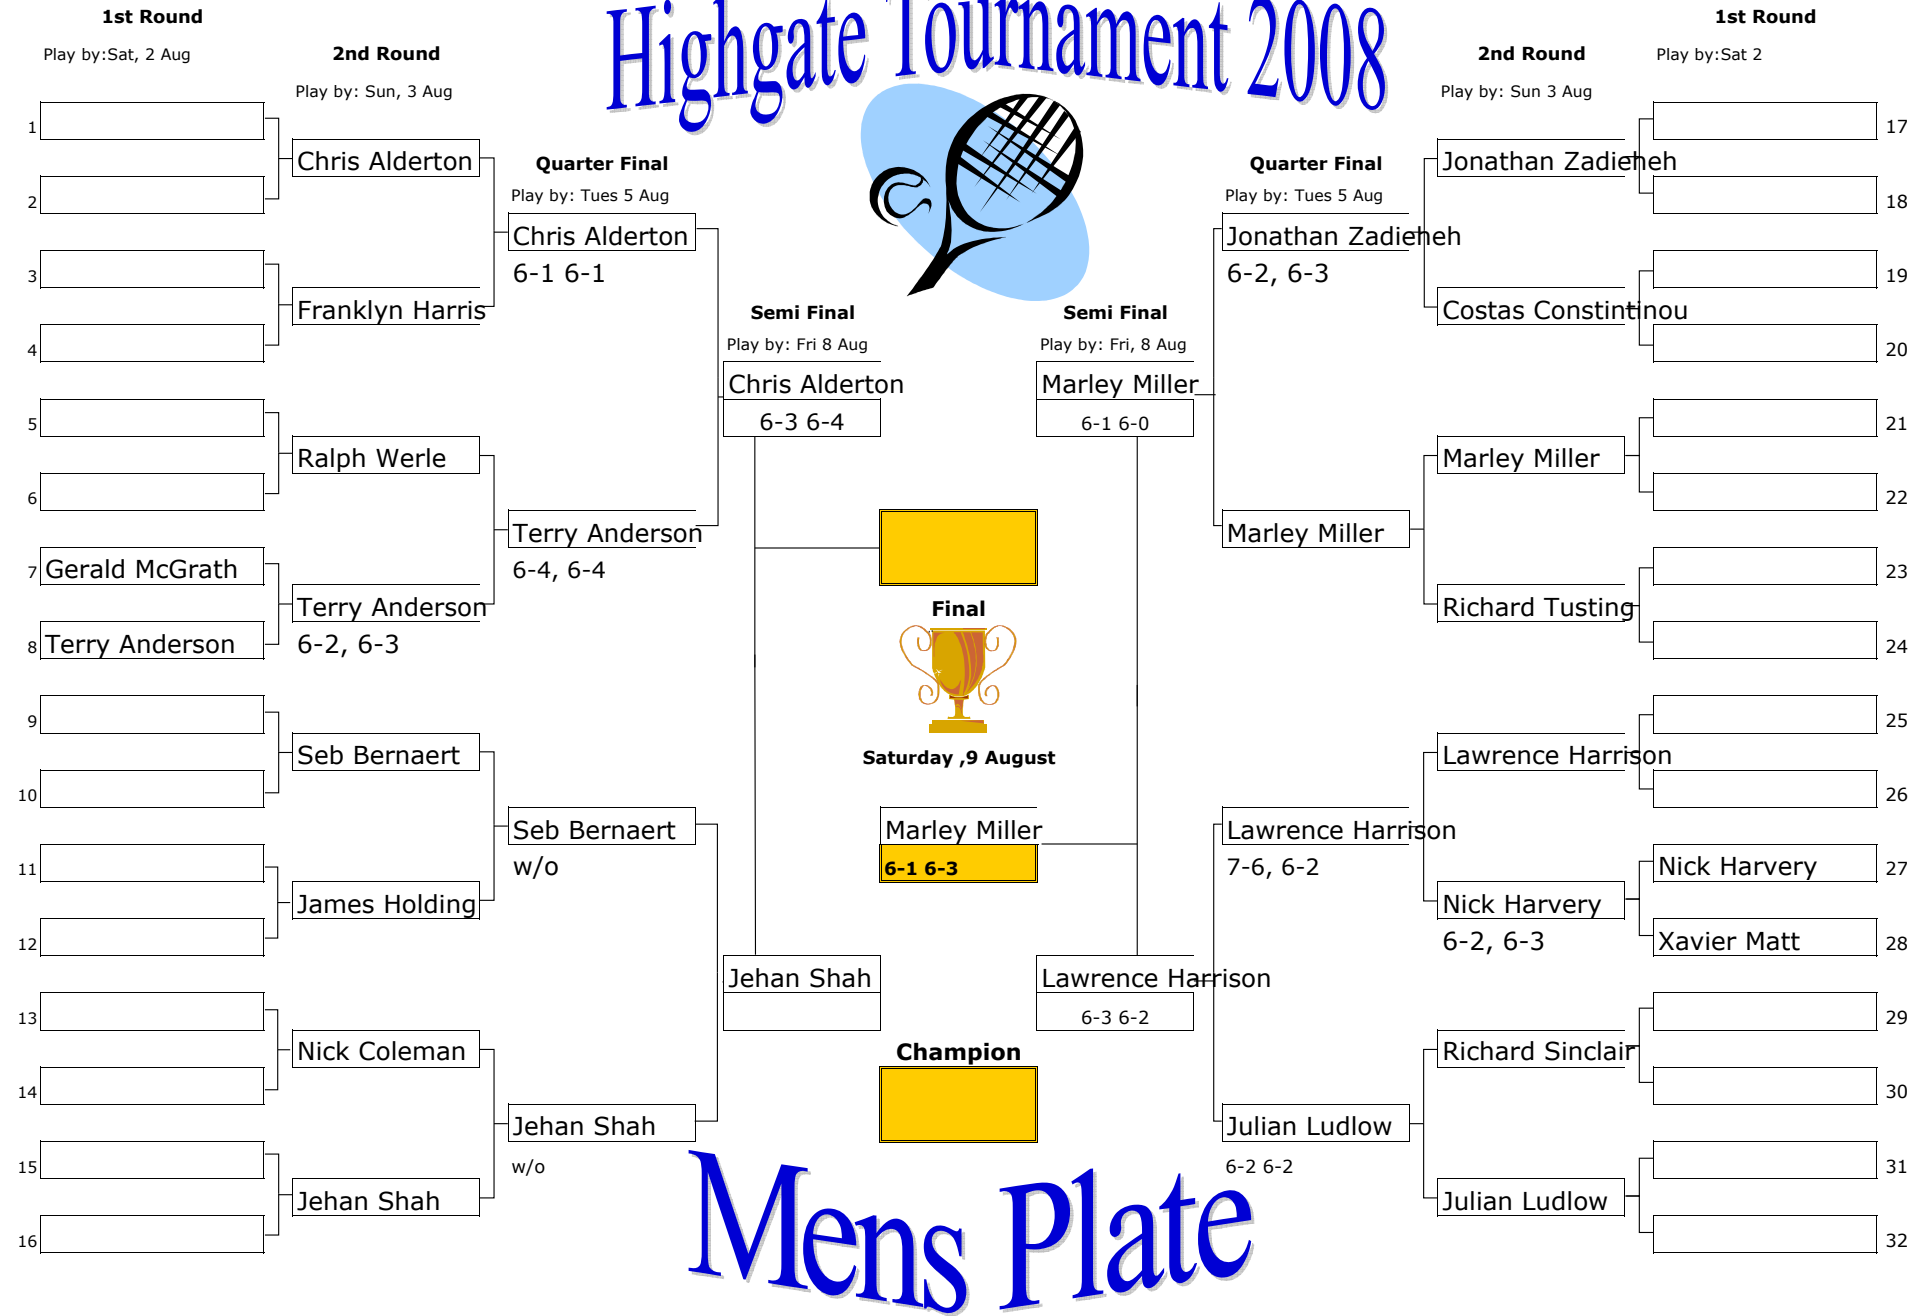 Highgate Tournament 2008
1st Round
Play by:Sat, 2 Aug
2nd Round
Play by: Sun, 3 Aug
1
2
3
4
5
6
7 Gerald McGrath
8 Terry Anderson
9
10
11
12
13
14
15
16
Chris Alderton
Franklyn Harris
Ralph Werle
Terry Anderson
6-2, 6-3
Seb Bernaert
James Holding
Nick Coleman
Jehan Shah
Quarter Final
Play by: Tues 5 Aug
Chris Alderton
6-1 6-1
Terry Anderson
6-4, 6-4
Seb Bernaert
w/o
Jehan Shah
w/o
Semi Final
Play by: Fri 8 Aug
Chris Alderton
6-3 6-4
Jehan Shah
Final
Saturday ,9 August
Marley Miller
6-1 6-3
Champion
Semi Final
Play by: Fri, 8 Aug
Marley Miller
6-1 6-0
Lawrence Harrison
6-3 6-2
Quarter Final
Play by: Tues 5 Aug
Jonathan Zadieheh
6-2, 6-3
Marley Miller
Lawrence Harrison
7-6, 6-2
Julian Ludlow
6-2 6-2
2nd Round
Play by: Sun 3 Aug
Jonathan Zadieheh
Costas Constintinou
Marley Miller
Richard Tusting
Lawrence Harrison
Nick Harvery
6-2, 6-3
Richard Sinclair
Julian Ludlow
1st Round
Play by:Sat 2
17
18
19
20
21
22
23
24
25
26
Nick Harvery 27
Xavier Matt 28
29
30
31
32
Mens Plate